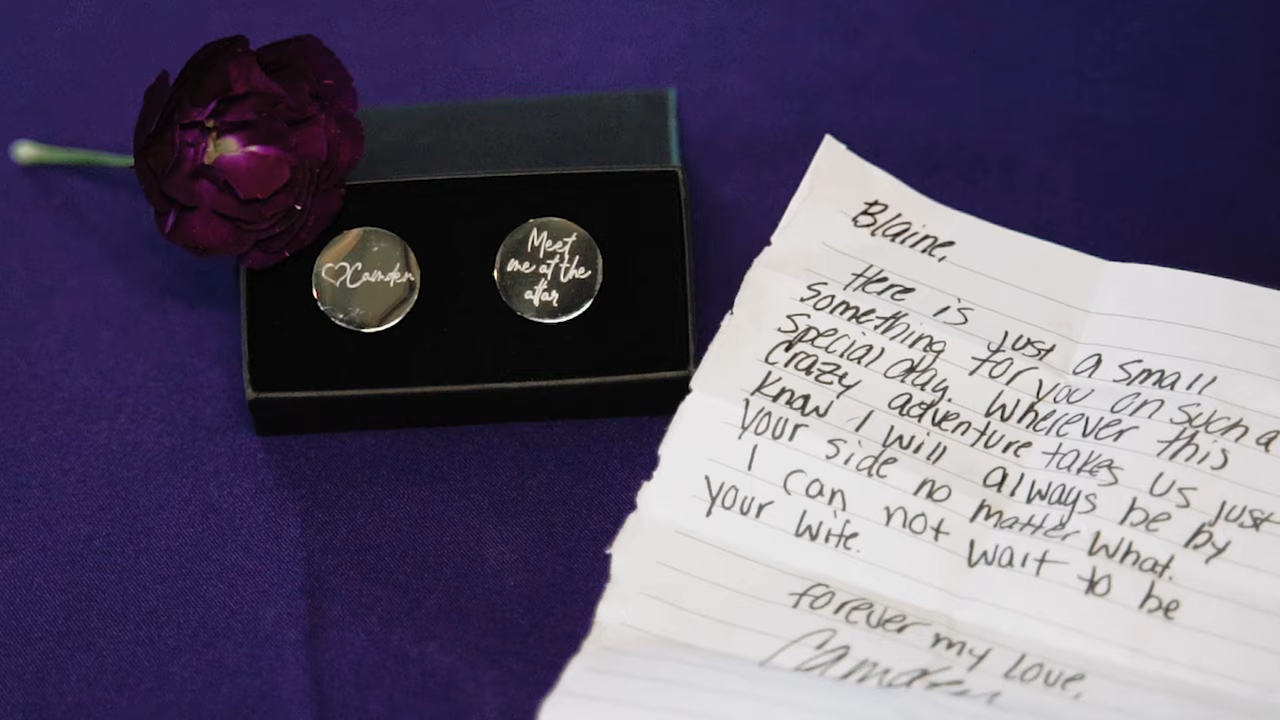 ♡Camden
Meet
me at the
altar
Blaine,
Here is just a small
something for you on such a
special day. Wherever this
crazy adventure takes us just
know I will always be by
your side no matter what.
I can not wait to be
your wife.
forever my love,
Camden